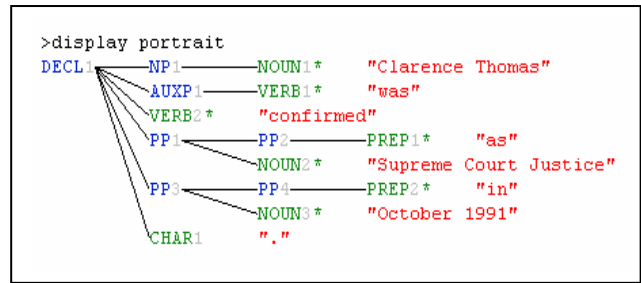 >display portrait
DECL1 NP1 NOUN1* "Clarence Thomas"
AUXP1 VERB1* "was"
VERB2* "confirmed"
PP1 PP2 PREP1* "as"
NOUN2* "Supreme Court Justice"
PP3 PP4 PREP2* "in"
NOUN3* "October 1991"
CHAR1 "."